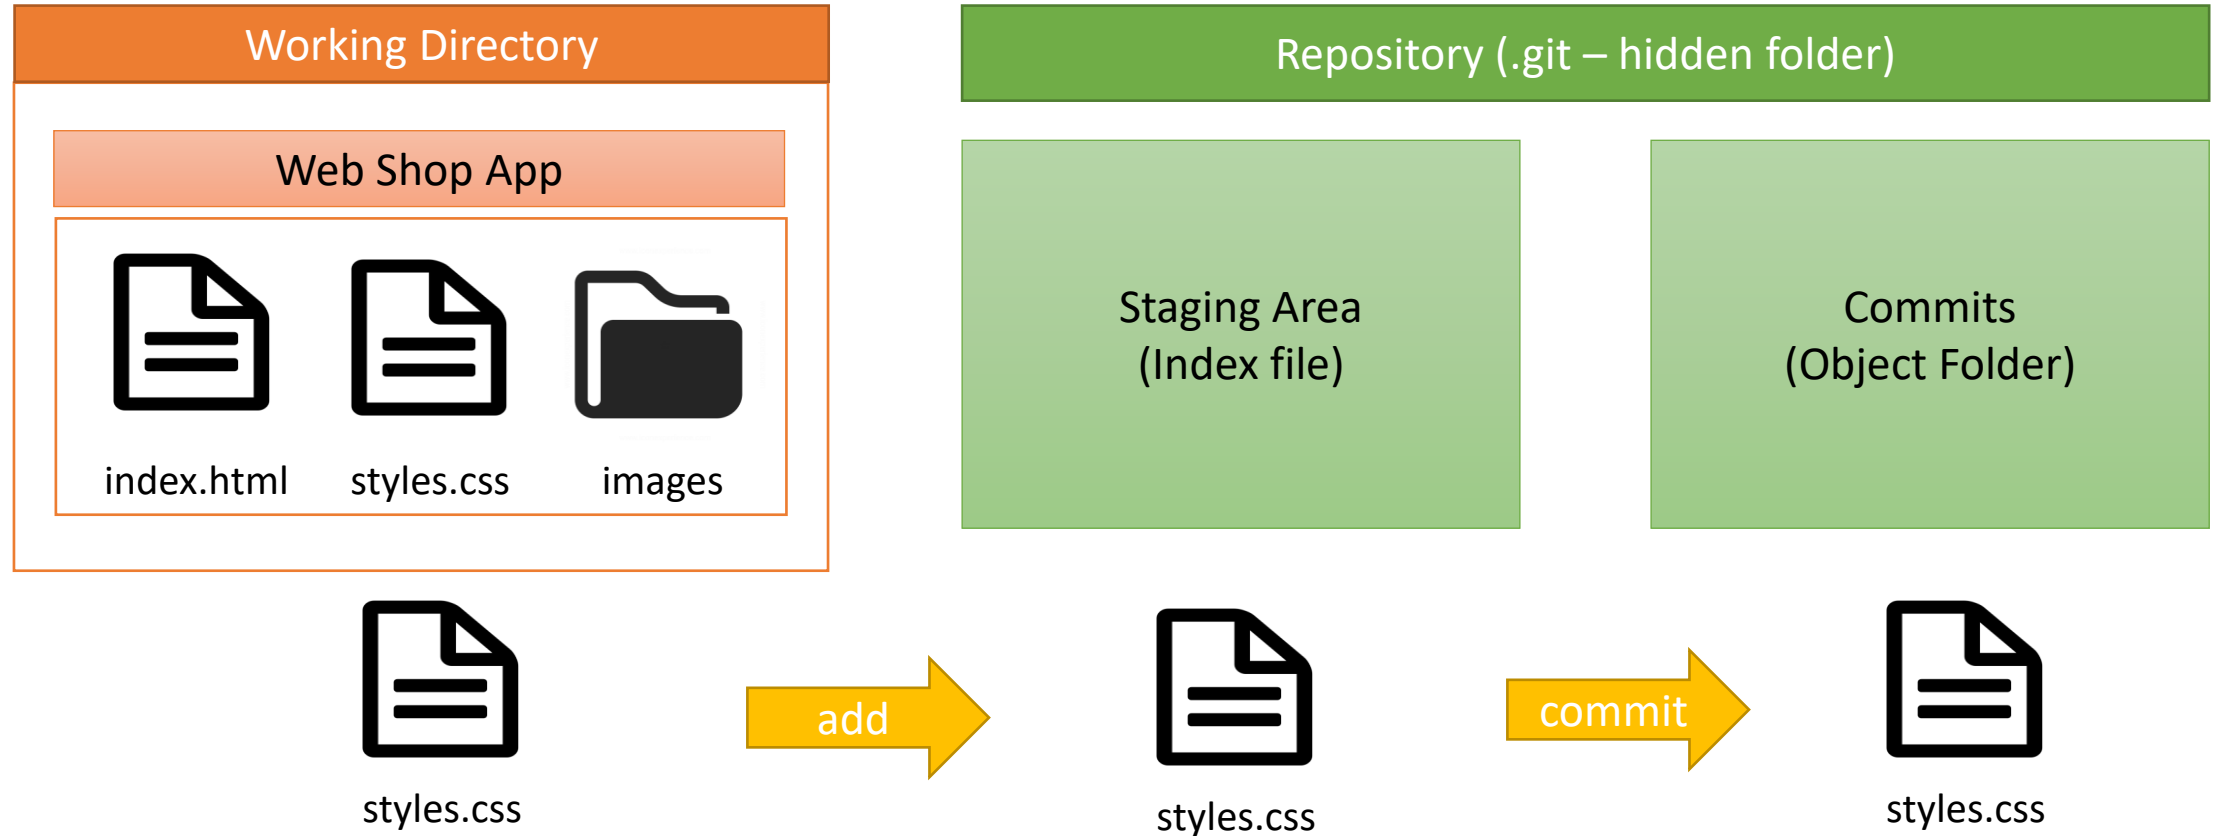 Working Directory
Repository (.git – hidden folder)
Web Shop App
index.html
styles.css
images
Staging Area
(Index file)
Commits
(Object Folder)
add
commit
styles.css
styles.css
styles.css